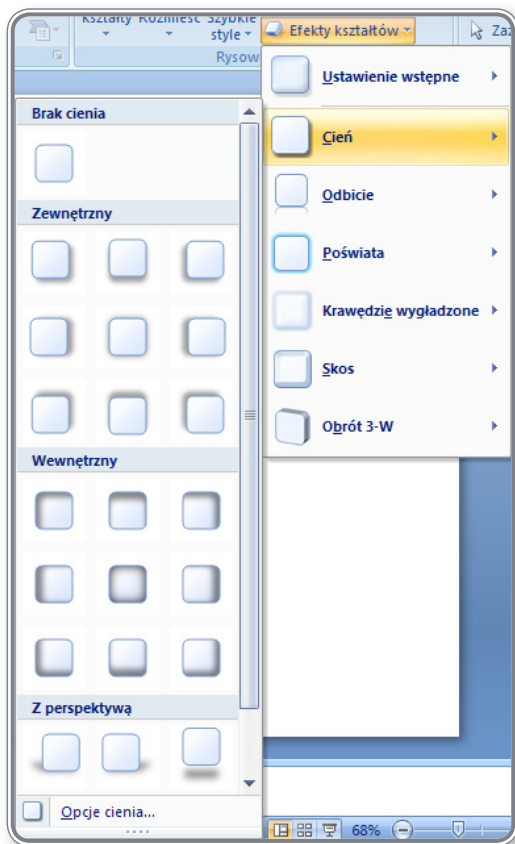 Kształty Rozmieść Szybkie
style
Efekty kształtów
Zaz
Rysow
Ustawienie wstępne
Cień
Odbicie
Poświata
Krawędzie wygładzone
Skos
Obrót 3-W
Brak cienia
Zewnętrzny
Wewnętrzny
Z perspektywą
Opcje cienia...
68%